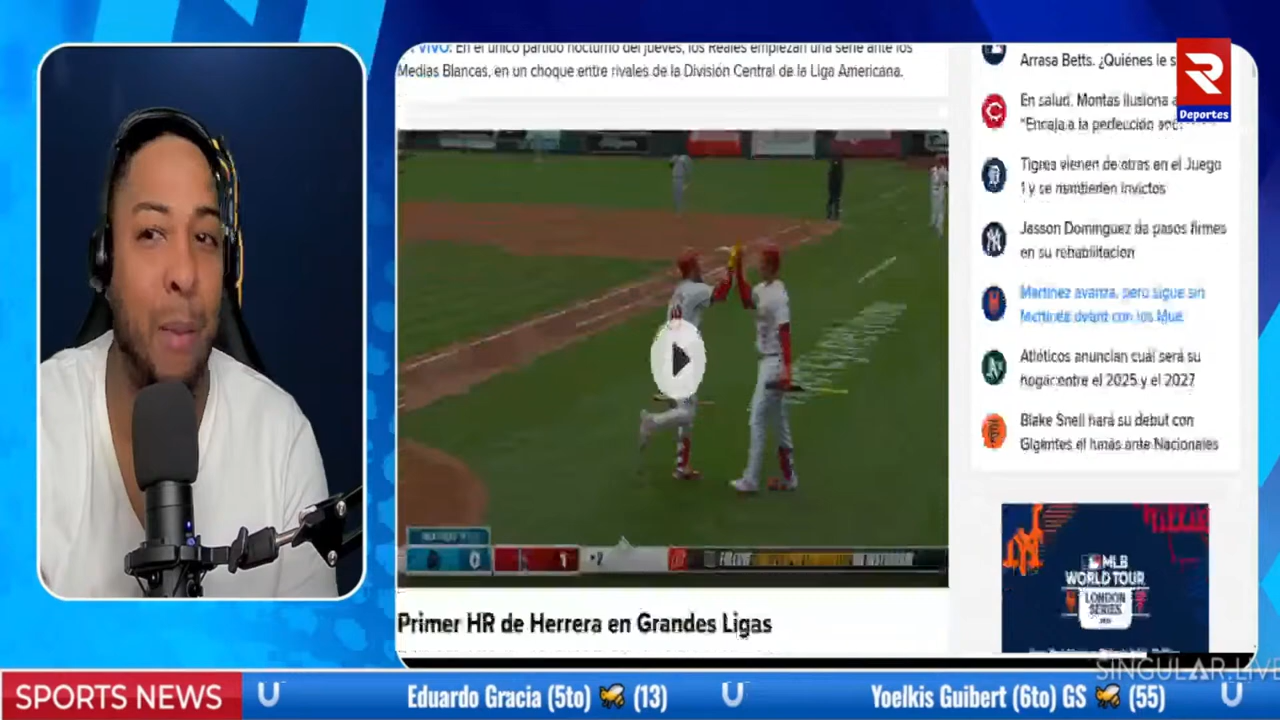 VIVO: En el único partido nocturno del jueves, los Reales empiezan una serie ante los
Medias Blancas, en un choque entre rivales de la División Central de la Liga Americana.
Arrasa Betts. ¿Quiénes le s
En salud, Montas ilusiona a
"Encaja a la perfección
Tigres vienen de atrás en el Juego
1 y se mantienen invictos
Jasson Domínguez da pasos firmes
en su rehabilitación
Martínez avanza, pero sigue sin
Atléticos anuncian cuál será su
hogar entre el 2025 y el 2027
Blake Snell hará su debut con
Gigantes el lunes ante Nacionales
Deportes
0
1
MLB
WORLD TOUR
LONDON
SERIES
Primer HR de Herrera en Grandes Ligas
SINGULAR.LIVE
SPORTS NEWS
Eduardo Gracia (5to) 🐝 (13)
Yoelkis Guibert (6to) GS 🐝 (55)